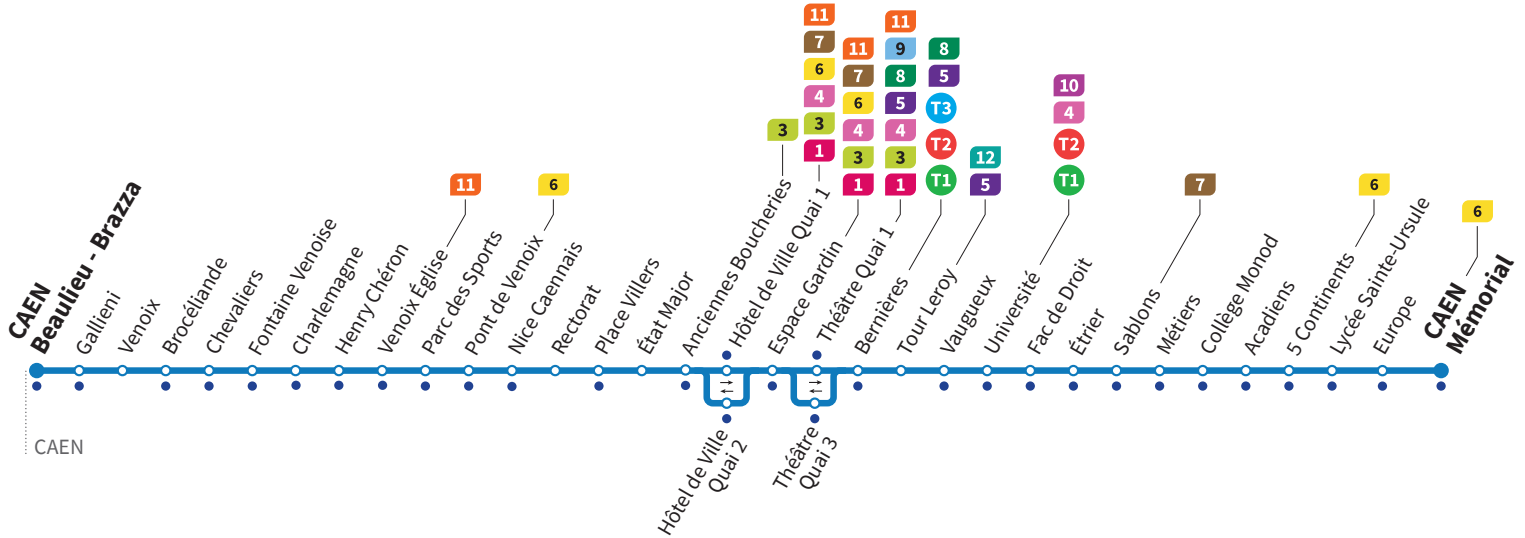 CAEN
Beaulieu - Brazza
Gallieni
Venoix
Brocéliande
Chevaliers
Fontaine Venoise
Charlemagne
Henry Chéron
11
Venoix Église
Parc des Sports
6
Pont de Venoix
Nice Caennais
Rectorat
Place Villers
État Major
3
Anciennes Boucheries
11
7
6
4
3
1
Hôtel de Ville Quai 1
11
7
6
4
3
1
Espace Gardin
11
9
8
5
4
3
1
Théâtre Quai 1
8
5
T3
T2
T1
Bernières
12
5
Tour Leroy
Vaugueux
10
4
T2
T1
Université
Fac de Droit
Étrier
7
Sablons
Métiers
Collège Monod
Acadiens
6
5 Continents
Lycée Sainte-Ursule
Europe
6
CAEN
Mémorial
Hôtel de Ville
Quai 2
Théâtre
Quai 3
CAEN